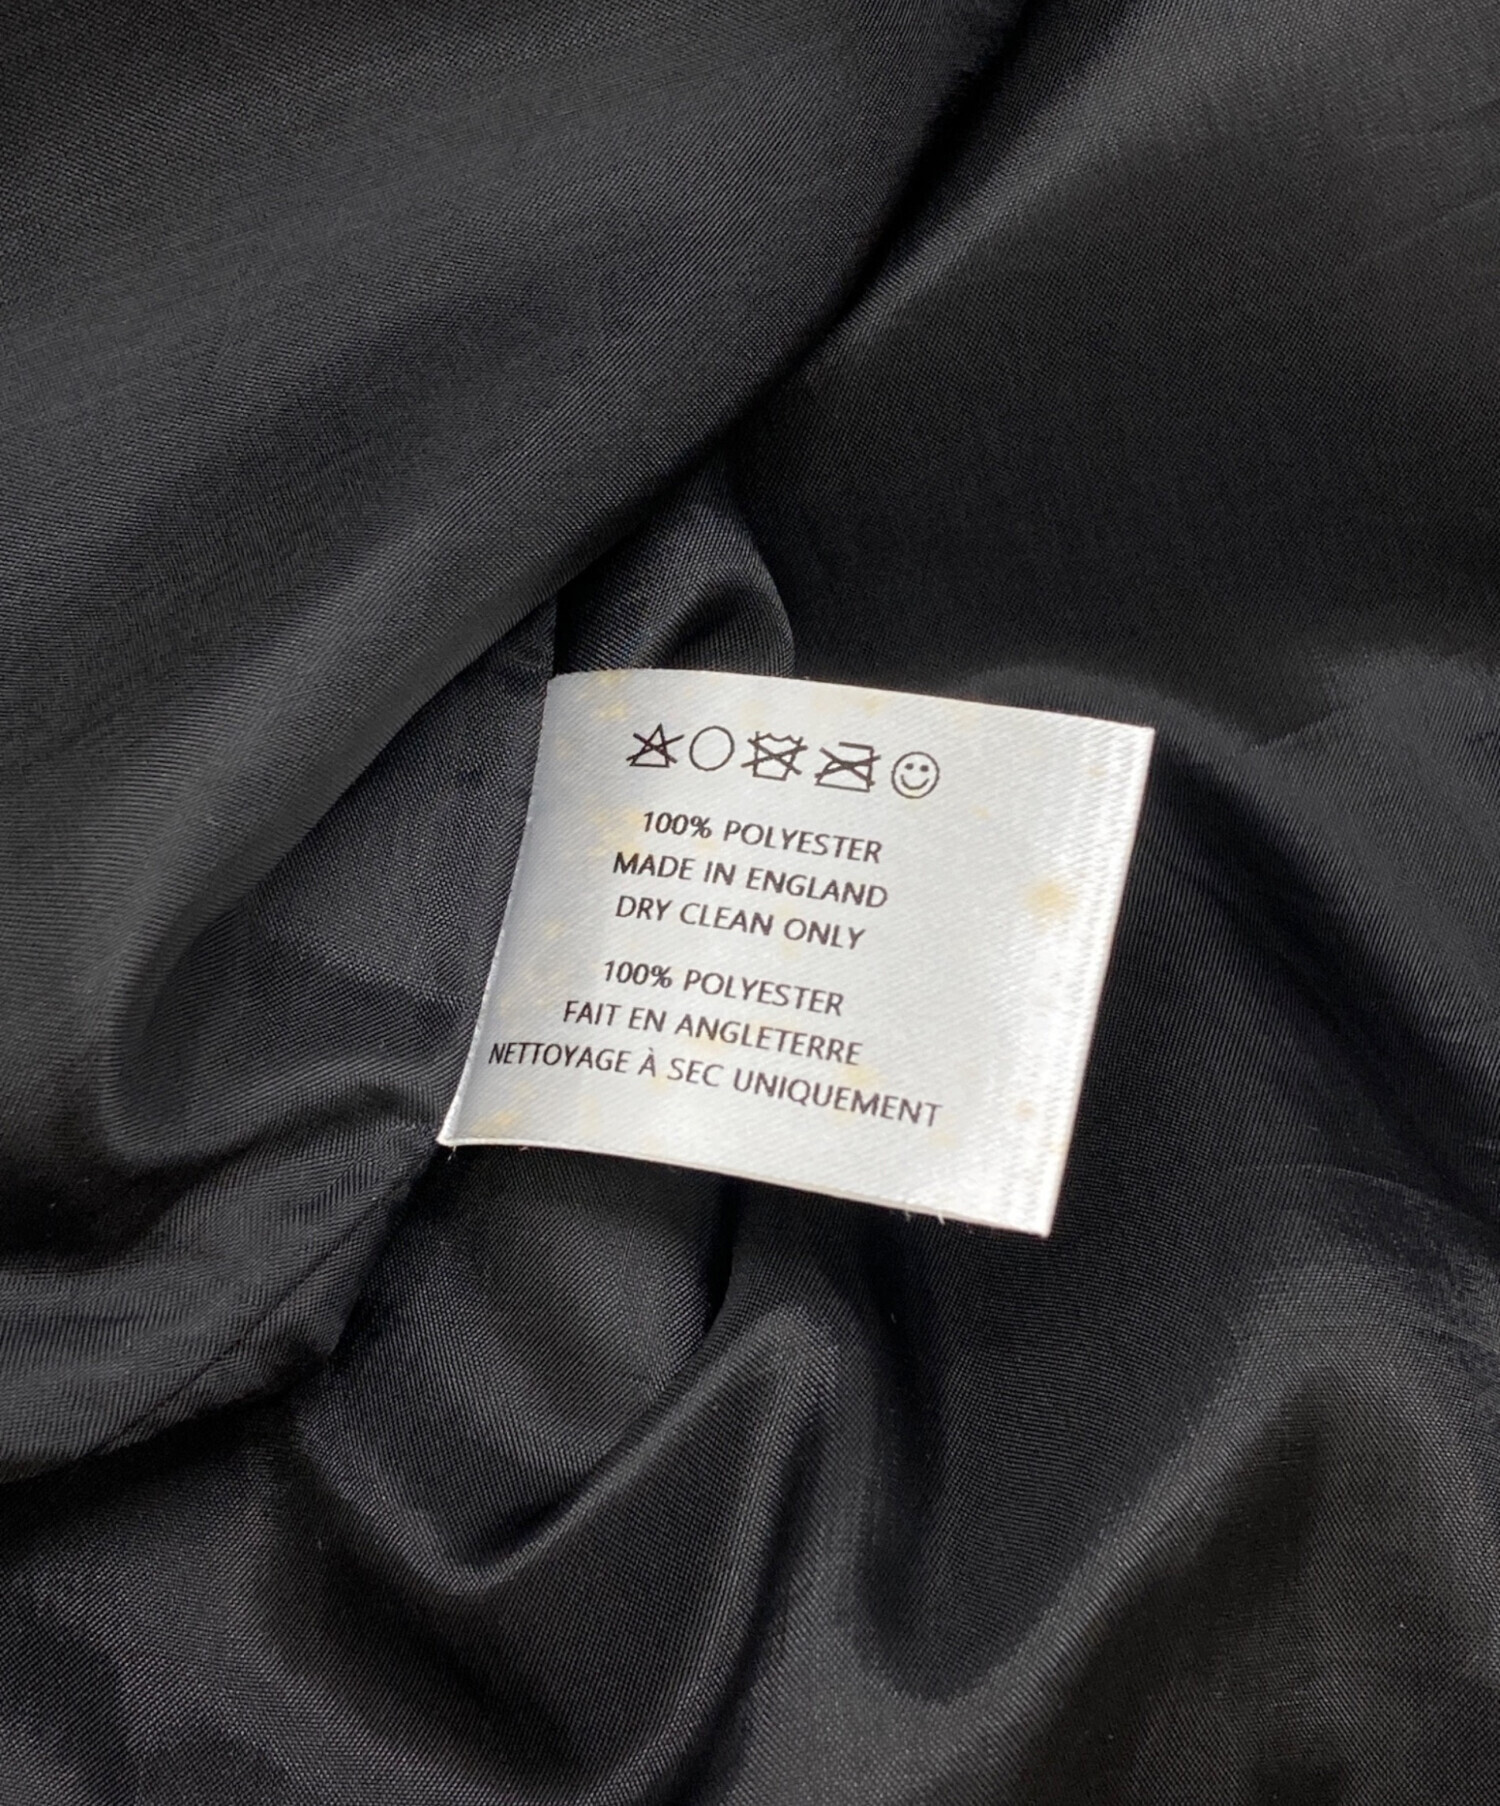 100% POLYESTER
MADE IN ENGLAND
DRY CLEAN ONLY
100% POLYESTER
FAIT EN ANGLETERRE
NETTOYAGE À SEC UNIQUEMENT